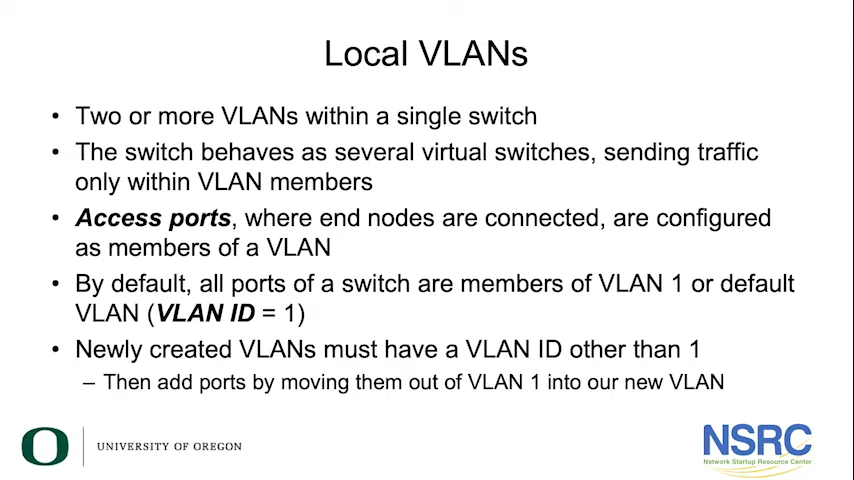 Local VLANs
• Two or more VLANs within a single switch
• The switch behaves as several virtual switches, sending traffic
only within VLAN members
• Access ports, where end nodes are connected, are configured
as members of a VLAN
• By default, all ports of a switch are members of VLAN 1 or default
VLAN (VLAN ID = 1)
• Newly created VLANs must have a VLAN ID other than 1
– Then add ports by moving them out of VLAN 1 into our new VLAN
O
UNIVERSITY OF OREGON
NSRC
Network Startup Resource Center